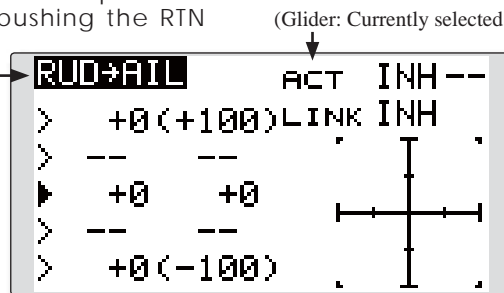 pushing the RTN
(Glider: Currently selected
RUD→AIL ACT INH --
> +0(+100) LINK INH
> -- --
▶ +0 +0
> -- --
> +0(-100)